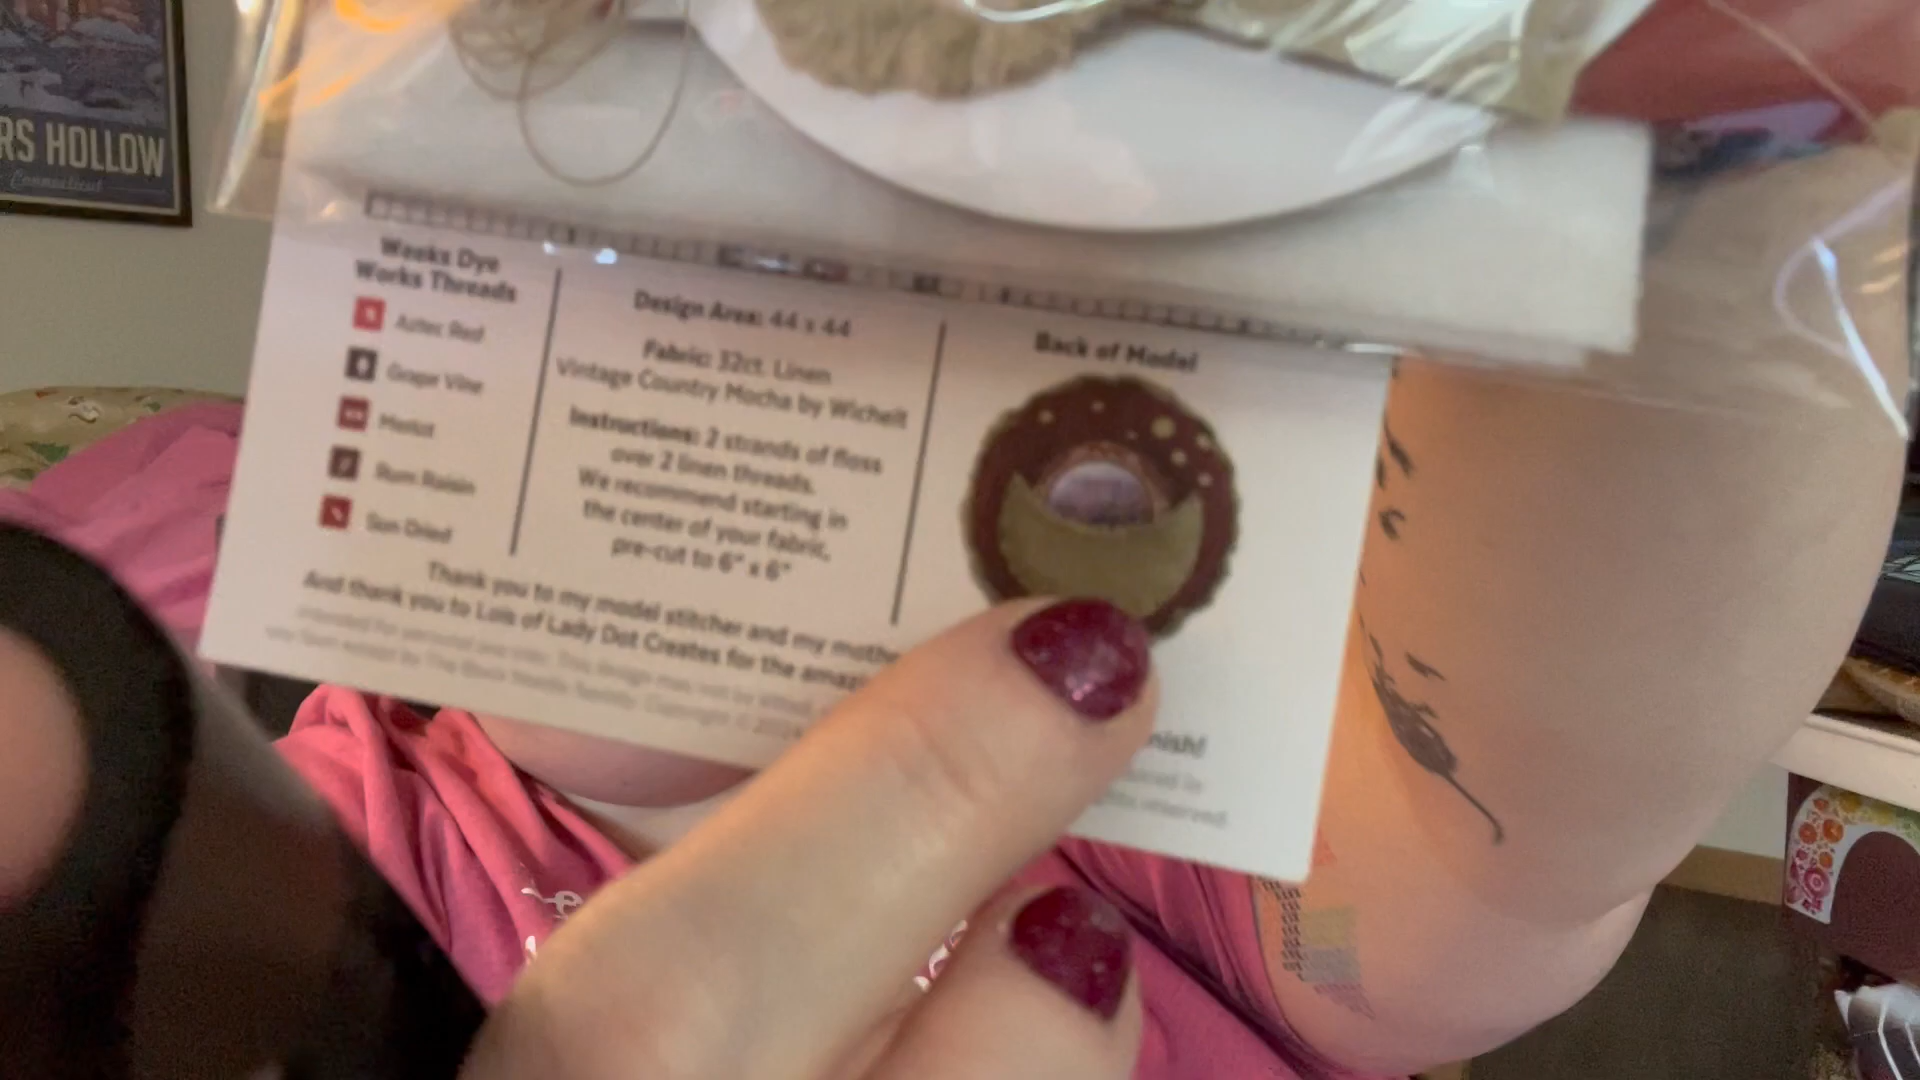 RS HOLLOW
Connecticut
Weeks Dye
Works Threads
Aztec Red
Grape Vine
Merlot
Rum Raisin
Sun Dried
Design Area: 44 x 44
Fabric: 32ct. Linen
Vintage Country Mocha by Wichelt
Instructions: 2 strands of floss
over 2 linen threads.
We recommend starting in
the center of your fabric,
pre-cut to 6" x 6"
Back of Model
Thank you to my model stitcher and my mothe
And thank you to Lois of Lady Dot Creates for the amazi
nish!